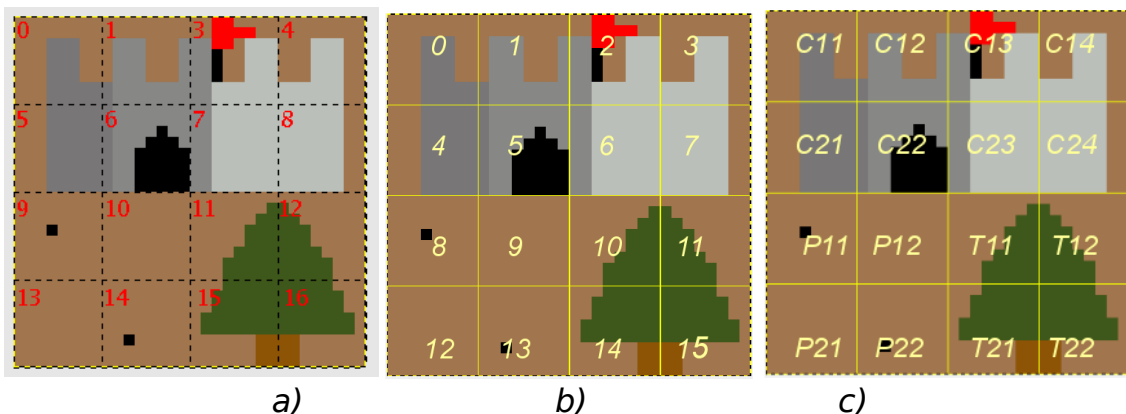 0 1 3 4
5 6 7 8
9 10 11 12
13 14 15 16
a)
0 1 2 3
4 5 6 7
8 9 10 11
12 13 14 15
b)
C11 C12 C13 C14
C21 C22 C23 C24
P11 P12 T11 T12
P21 P22 T21 T22
c)